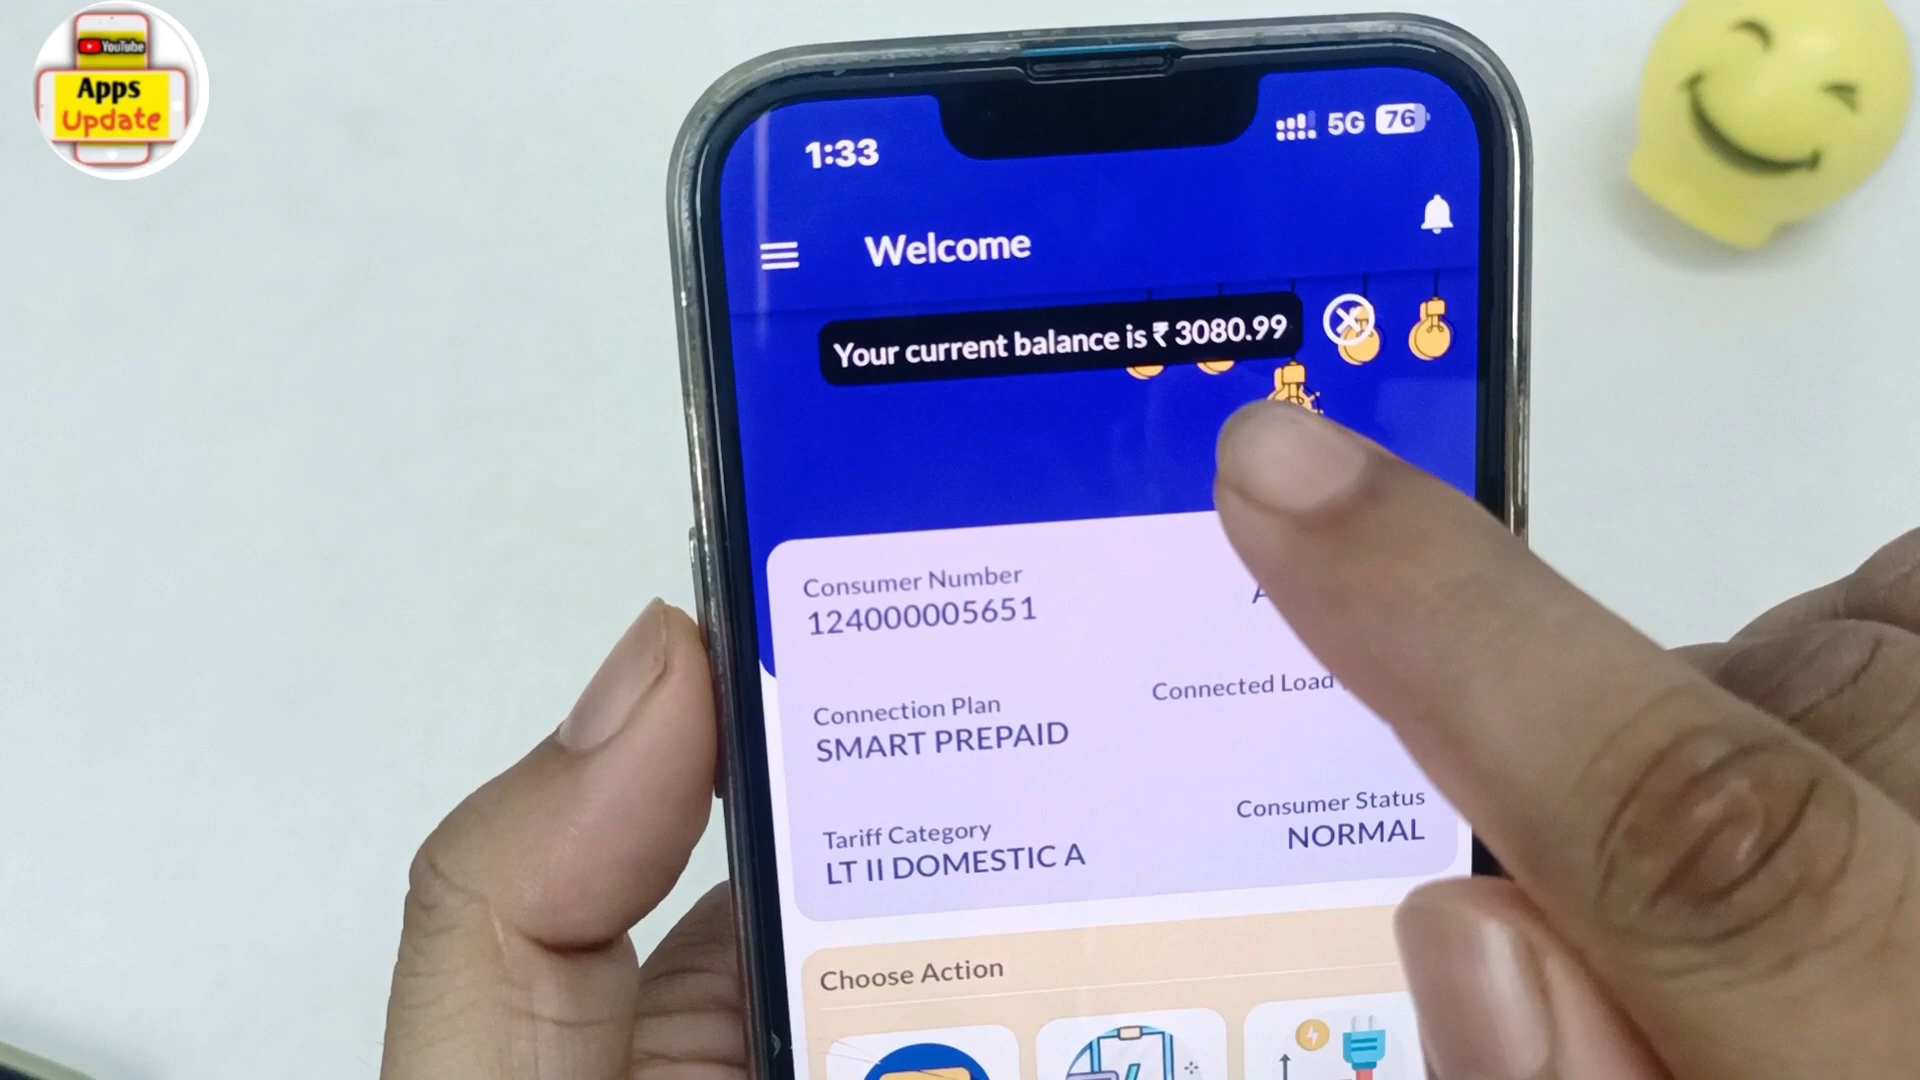 YouTube
Apps
Update
1:33
5G 76
Welcome
Your current balance is ₹ 3080.99
Consumer Number
124000005651
Connection Plan
SMART PREPAID
Connected Load
Tariff Category
LT II DOMESTIC A
Consumer Status
NORMAL
Choose Action